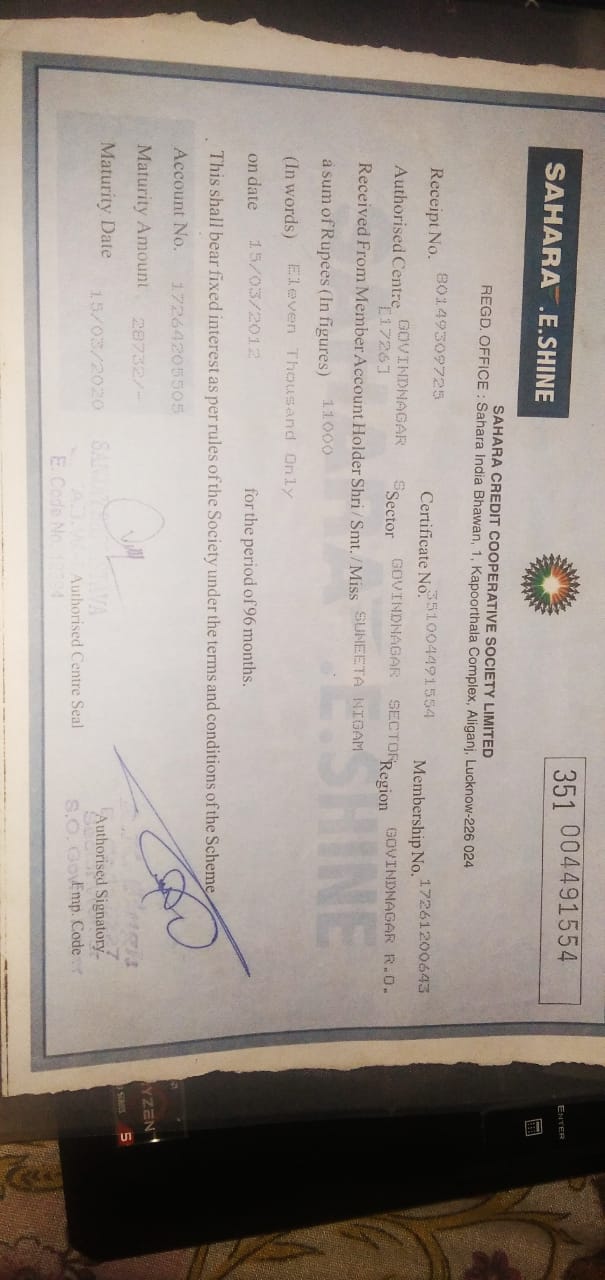 SAHARA .E.SHINE
351 004491554
SAHARA CREDIT COOPERATIVE SOCIETY LIMITED
REGD. OFFICE : Sahara India Bhawan, 1, Kapoorthala Complex, Aliganj, Lucknow-226 024
Receipt No. 80149309725 Certificate No. 351004491554 Membership No. 17261200643
Authorised Centre GOVINDNAGAR S Sector GOVINDNAGAR SECTOR Region GOVINDNAGAR R.O.
[1726]
Received From Member Account Holder Shri / Smt. / Miss SUNEETA NIGAM
a sum of Rupees (In figures) 11000
(In words) Eleven Thousand Only
on date 15/03/2012 for the period of 96 months.
This shall bear fixed interest as per rules of the Society under the terms and conditions of the Scheme
Account No. 17264205505
Maturity Amount 28732/-
Maturity Date 15/03/2020
Authorised Signatory
Authorised Centre Seal Emp. Code
E. Code No.
S.O.
SAHARA .E.SHINE
ENTER
YZEN
5